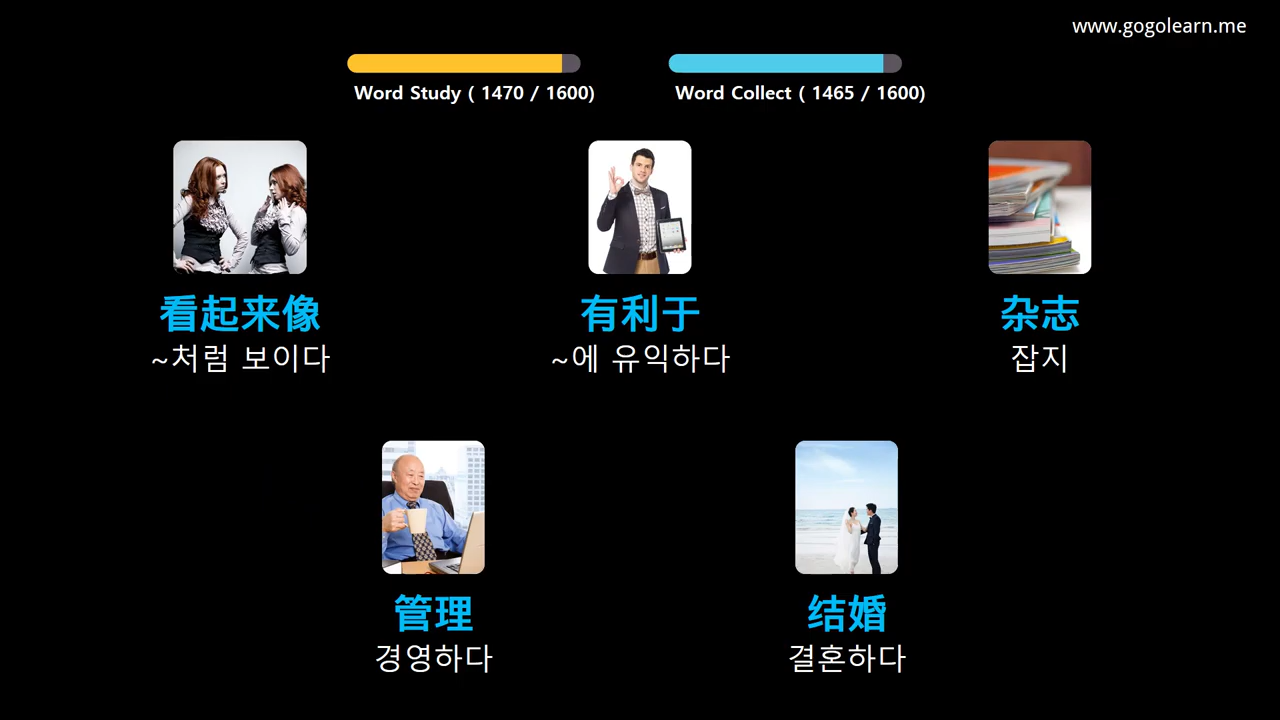 www.gogolearn.me
Word Study ( 1470 / 1600)
Word Collect ( 1465 / 1600)
看起来像
~처럼 보이다
有利于
~에 유익하다
杂志
잡지
管理
경영하다
结婚
결혼하다